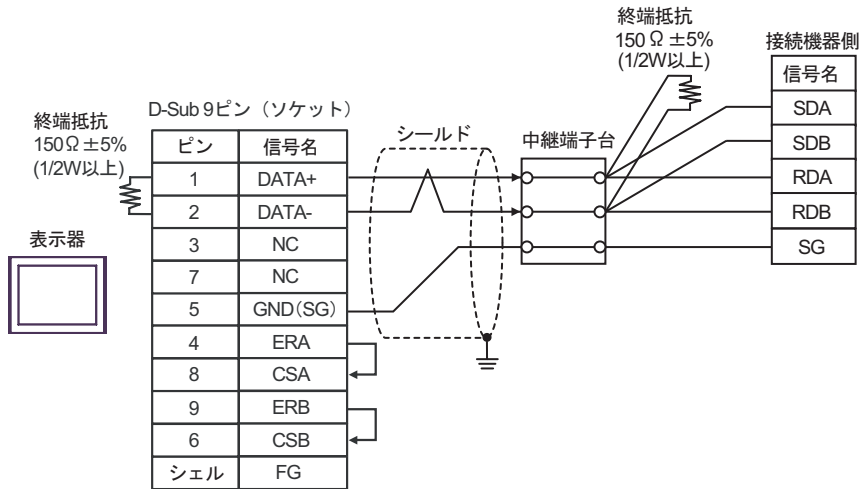 終端抵抗
150 Ω ±5%
(1/2W以上)
接続機器側
信号名
SDA
SDB
RDA
RDB
SG
D-Sub 9ピン（ソケット）
終端抵抗
150Ω ±5%
(1/2W以上)
シールド
中継端子台
表示器
ピン 信号名
1 DATA+
2 DATA-
3 NC
7 NC
5 GND(SG)
4 ERA
8 CSA
9 ERB
6 CSB
シェル FG